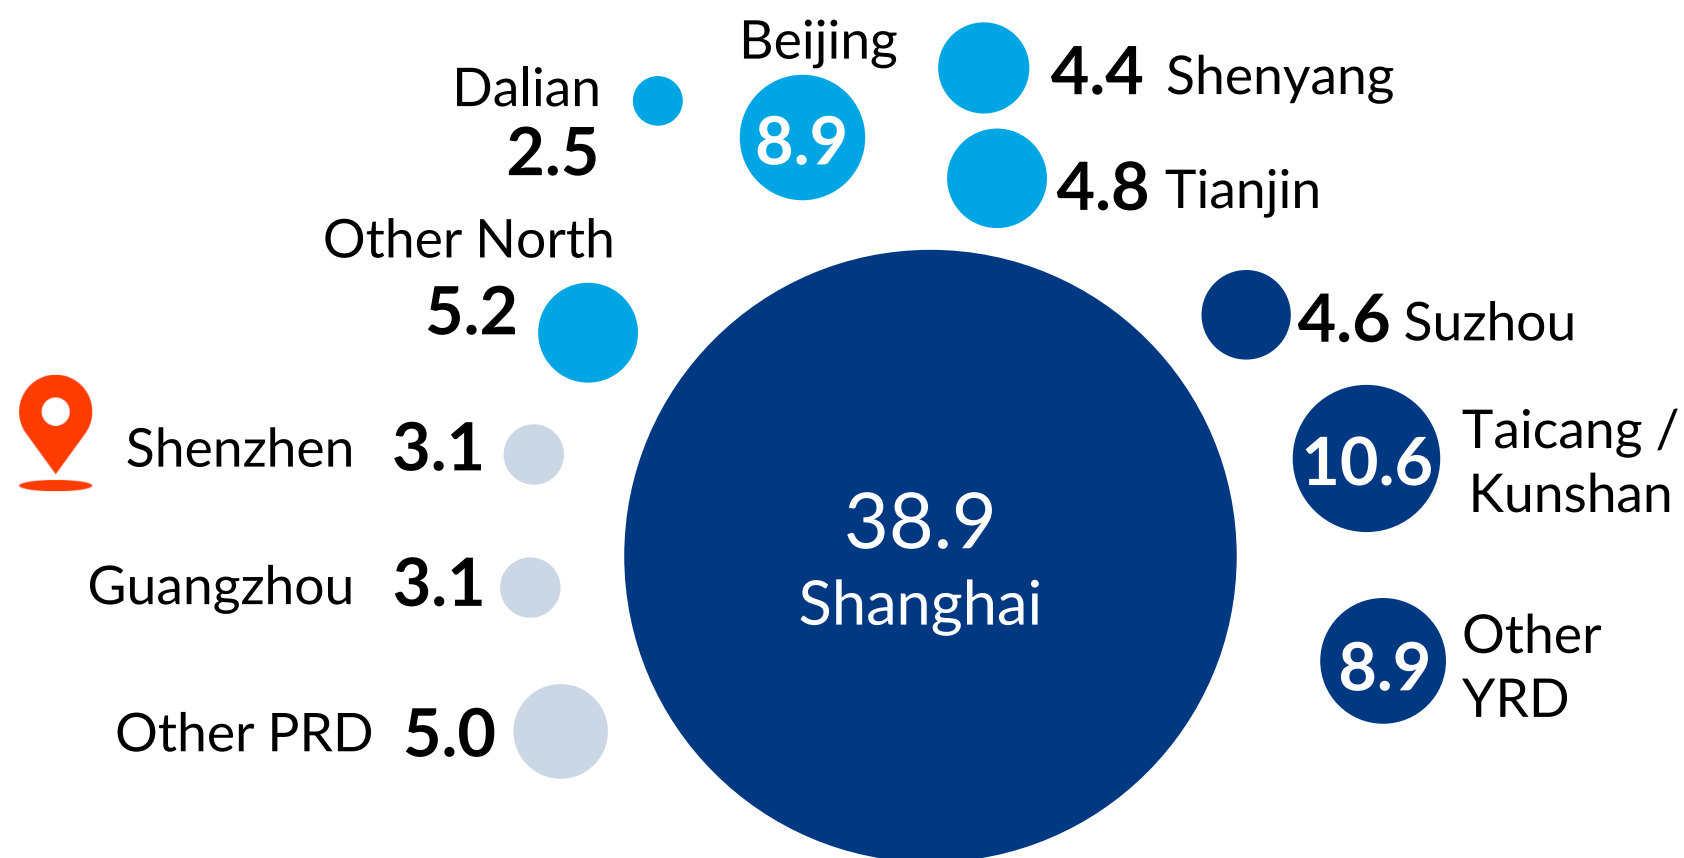 Beijing
8.9
4.4 Shenyang
Dalian
2.5
4.8 Tianjin
Other North
5.2
4.6 Suzhou
Shenzhen 3.1
10.6
Taicang /
Kunshan
38.9
Shanghai
Guangzhou 3.1
8.9
Other
YRD
Other PRD 5.0